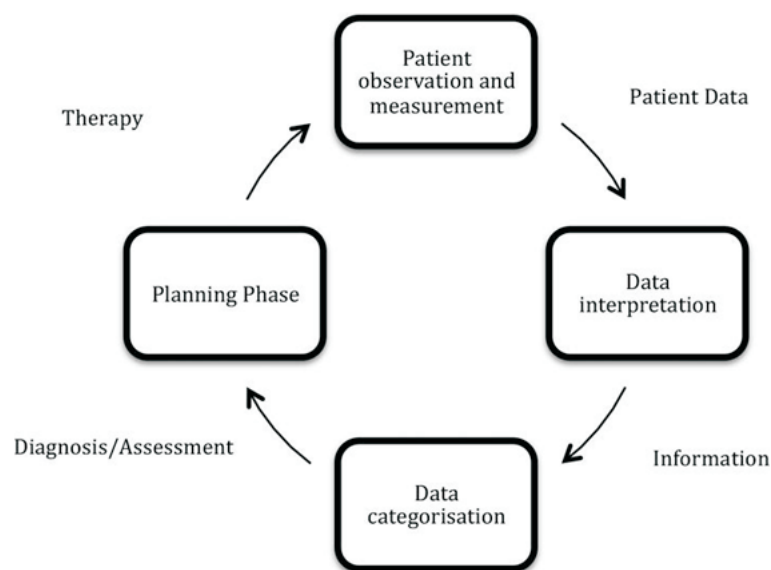 Patient
observation and
measurement
Patient Data
Therapy
Data
interpretation
Planning Phase
Information
Diagnosis/Assessment
Data
categorisation